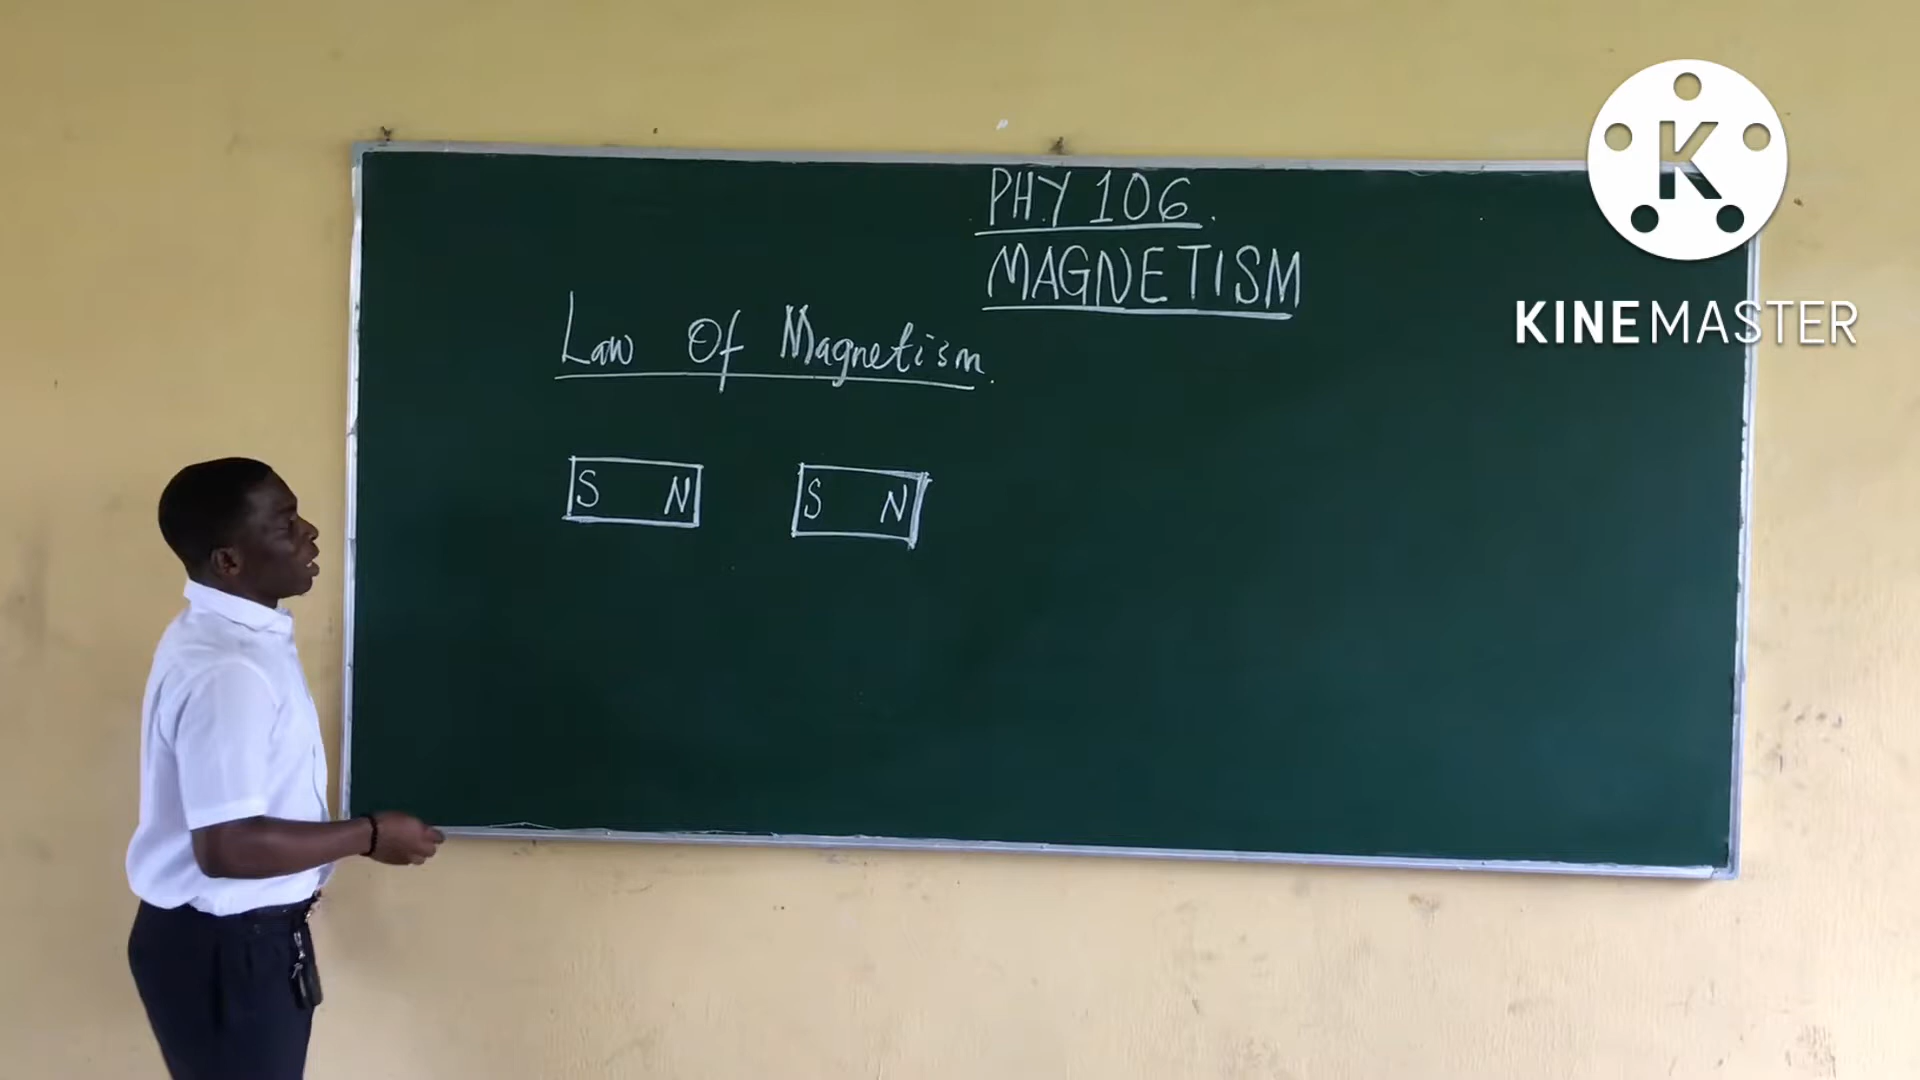 PHY 106.
MAGNETISM
Law Of Magnetism.
S N S N
K
KINEMASTER